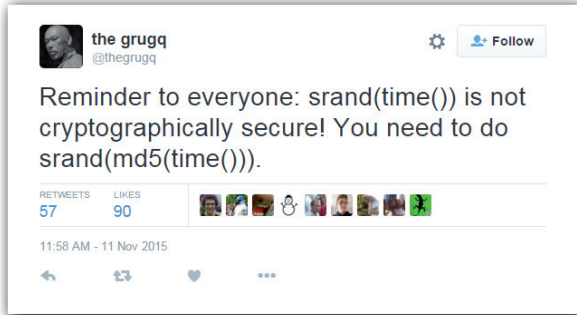 the grugq
@thegrugq
Follow
Reminder to everyone: srand(time()) is not
cryptographically secure! You need to do
srand(md5(time())).
RETWEETS
57
LIKES
90
11:58 AM - 11 Nov 2015